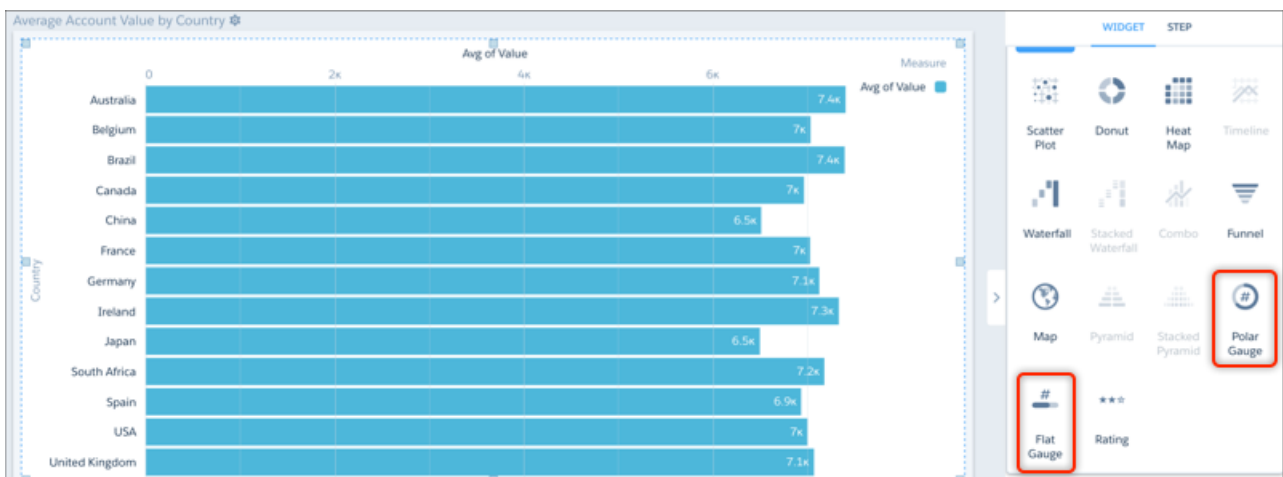 Average Account Value by Country
Avg of Value
0 2K 4K 6K
Measure
Avg of Value
Country
Australia 7.4K
Belgium 7K
Brazil 7.4K
Canada 7K
China 6.5K
France 7K
Germany 7.1K
Ireland 7.3K
Japan 6.5K
South Africa 7.2K
Spain 6.9K
USA 7K
United Kingdom 7.1K
WIDGET STEP
Scatter Donut Heat Timeline
Plot Map
Waterfall Stacked Combo Funnel
Waterfall
#
Map Pyramid Stacked Polar
Pyramid Gauge
#
Flat Rating
Gauge